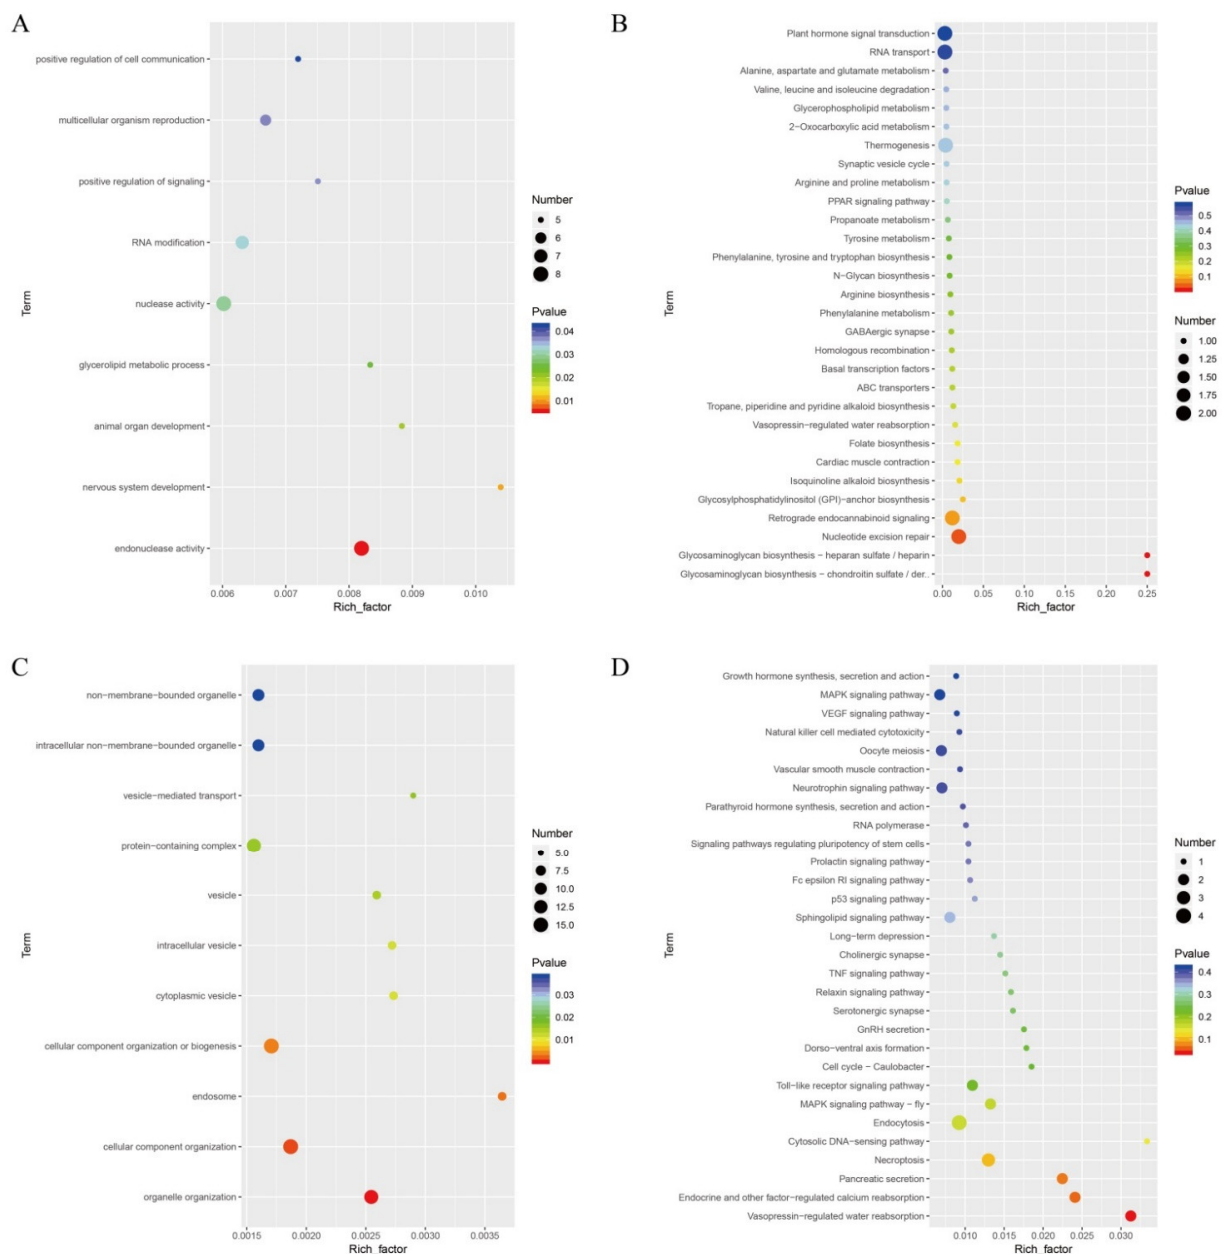 A
positive regulation of cell communication
multicellular organism reproduction
positive regulation of signaling
RNA modification
nuclease activity
glycerolipid metabolic process
animal organ development
nervous system development
endonuclease activity
Term
0.006 0.007 0.008 0.009 0.010
Rich_factor
Number
5
6
7
8
Pvalue
0.04
0.03
0.02
0.01
B
Plant hormone signal transduction
RNA transport
Alanine, aspartate and glutamate metabolism
Valine, leucine and isoleucine degradation
Glycerophospholipid metabolism
2−Oxocarboxylic acid metabolism
Thermogenesis
Synaptic vesicle cycle
Arginine and proline metabolism
PPAR signaling pathway
Propanoate metabolism
Tyrosine metabolism
Phenylalanine, tyrosine and tryptophan biosynthesis
N−Glycan biosynthesis
Arginine biosynthesis
Phenylalanine metabolism
GABAergic synapse
Homologous recombination
Basal transcription factors
ABC transporters
Tropane, piperidine and pyridine alkaloid biosynthesis
Vasopressin−regulated water reabsorption
Folate biosynthesis
Cardiac muscle contraction
Isoquinoline alkaloid biosynthesis
Glycosylphosphatidylinositol (GPI)−anchor biosynthesis
Retrograde endocannabinoid signaling
Nucleotide excision repair
Glycosaminoglycan biosynthesis − heparan sulfate / heparin
Glycosaminoglycan biosynthesis − chondroitin sulfate / der..
Term
0.00 0.05 0.10 0.15 0.20 0.25
Rich_factor
Pvalue
0.5
0.4
0.3
0.2
0.1
Number
1.00
1.25
1.50
1.75
2.00
C
non−membrane−bounded organelle
intracellular non−membrane−bounded organelle
vesicle−mediated transport
protein−containing complex
vesicle
intracellular vesicle
cytoplasmic vesicle
cellular component organization or biogenesis
endosome
cellular component organization
organelle organization
Term
0.0015 0.0020 0.0025 0.0030 0.0035
Rich_factor
Number
5.0
7.5
10.0
12.5
15.0
Pvalue
0.03
0.02
0.01
D
Growth hormone synthesis, secretion and action
MAPK signaling pathway
VEGF signaling pathway
Natural killer cell mediated cytotoxicity
Oocyte meiosis
Vascular smooth muscle contraction
Neurotrophin signaling pathway
Parathyroid hormone synthesis, secretion and action
RNA polymerase
Signaling pathways regulating pluripotency of stem cells
Prolactin signaling pathway
Fc epsilon RI signaling pathway
p53 signaling pathway
Sphingolipid signaling pathway
Long−term depression
Cholinergic synapse
TNF signaling pathway
Relaxin signaling pathway
Serotonergic synapse
GnRH secretion
Dorso−ventral axis formation
Cell cycle − Caulobacter
Toll−like receptor signaling pathway
MAPK signaling pathway − fly
Endocytosis
Cytosolic DNA−sensing pathway
Necroptosis
Pancreatic secretion
Endocrine and other factor−regulated calcium reabsorption
Vasopressin−regulated water reabsorption
Term
0.010 0.015 0.020 0.025 0.030
Rich_factor
Number
1
2
3
4
Pvalue
0.4
0.3
0.2
0.1